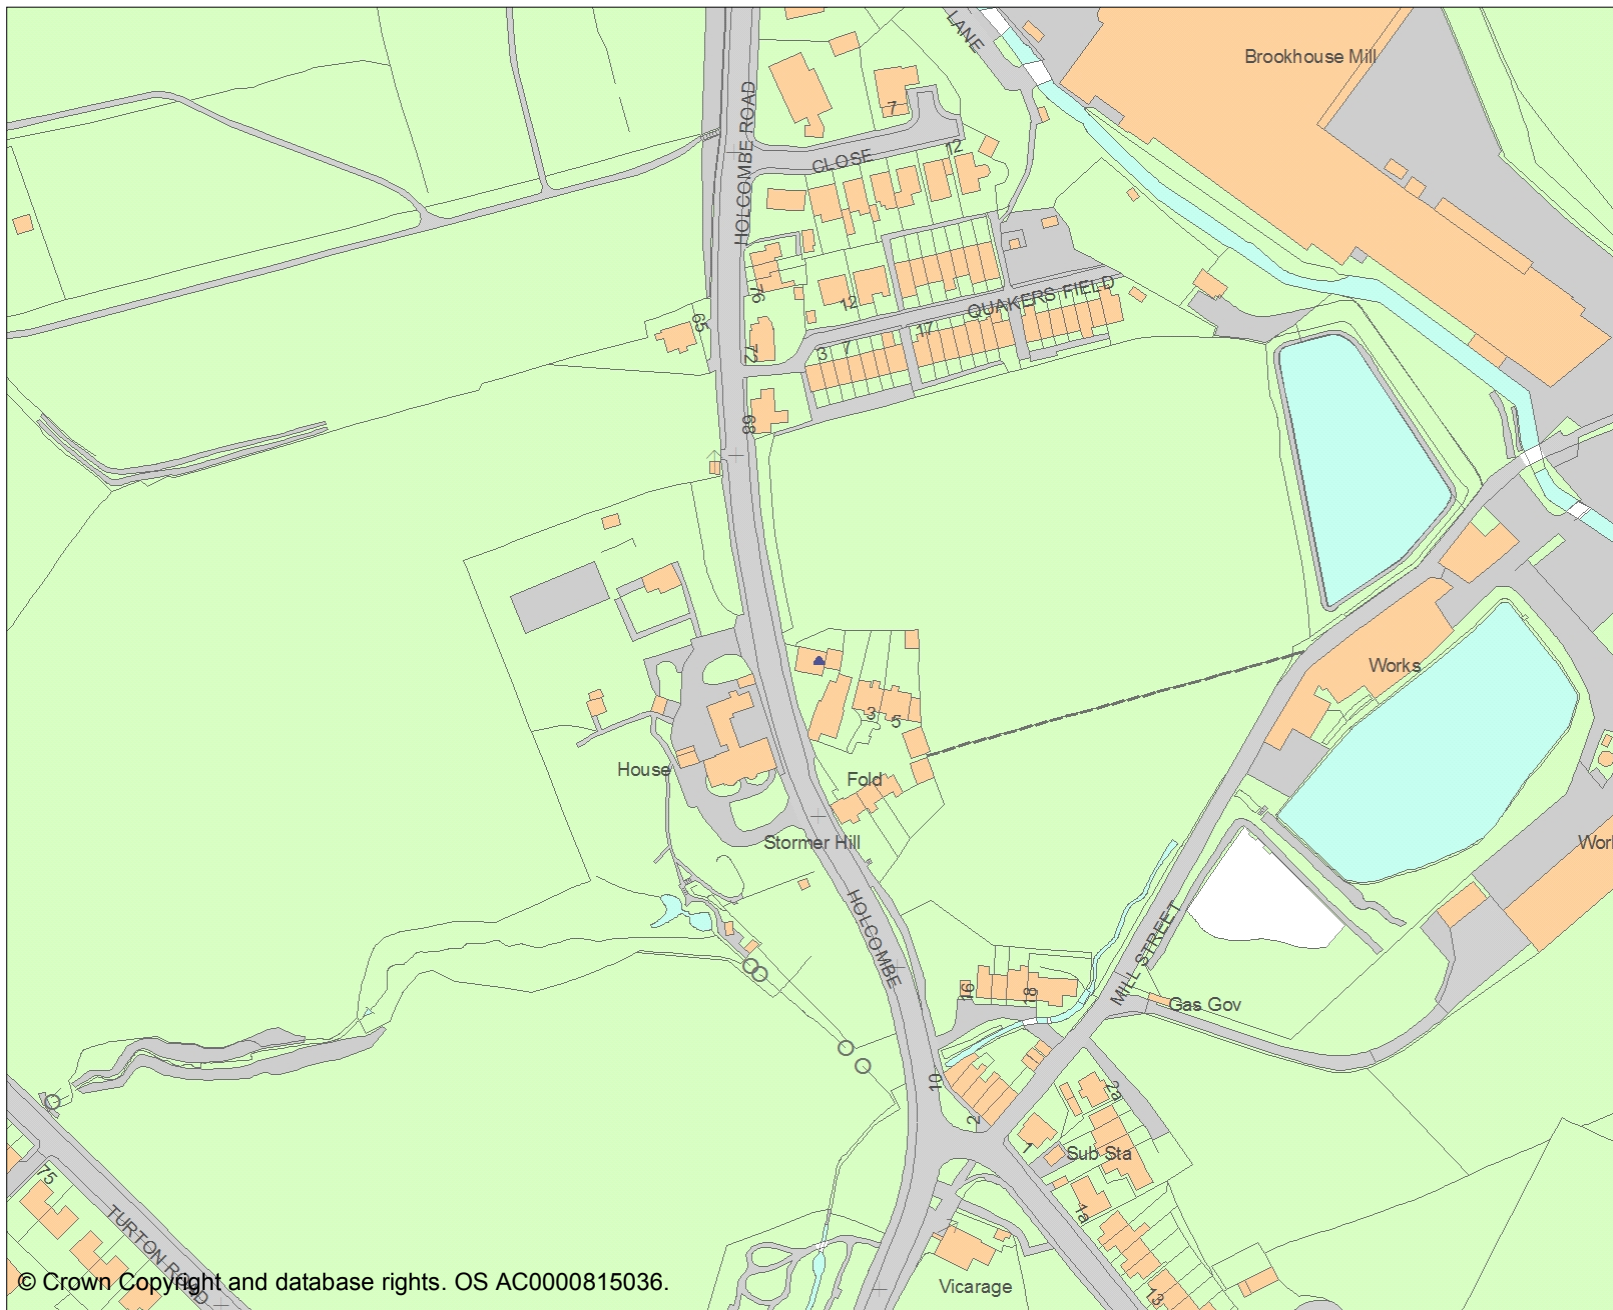 LANE
Brookhouse Mill
HOLCOMBE ROAD
7
CLOSE
12
76
12
QUAKERS FIELD
65
72
3
7
17
68
Works
3
5
House
Fold
Stormer Hill
Wor
HOLCOMBE
MILL STREET
16
18
Gas Gov
10
2
2a
1
Sub Sta
75
1a
TURTON ROAD
© Crown Copyright and database rights. OS AC0000815036.
Vicarage
13